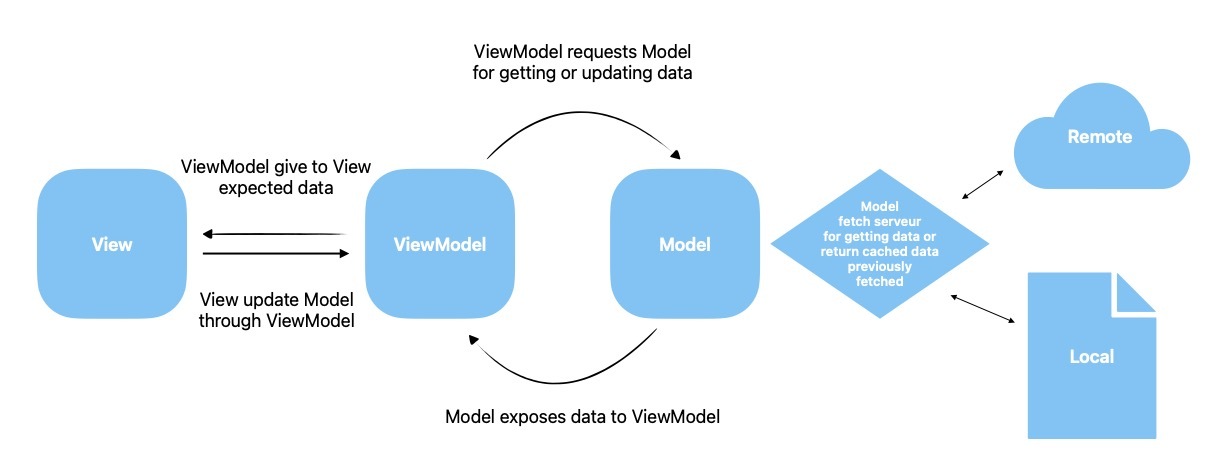 ViewModel requests Model
for getting or updating data
ViewModel give to View
expected data
View
ViewModel
Model
View update Model
through ViewModel
Model exposes data to ViewModel
Model
fetch serveur
for getting data or
return cached data
previously
fetched
Remote
Local